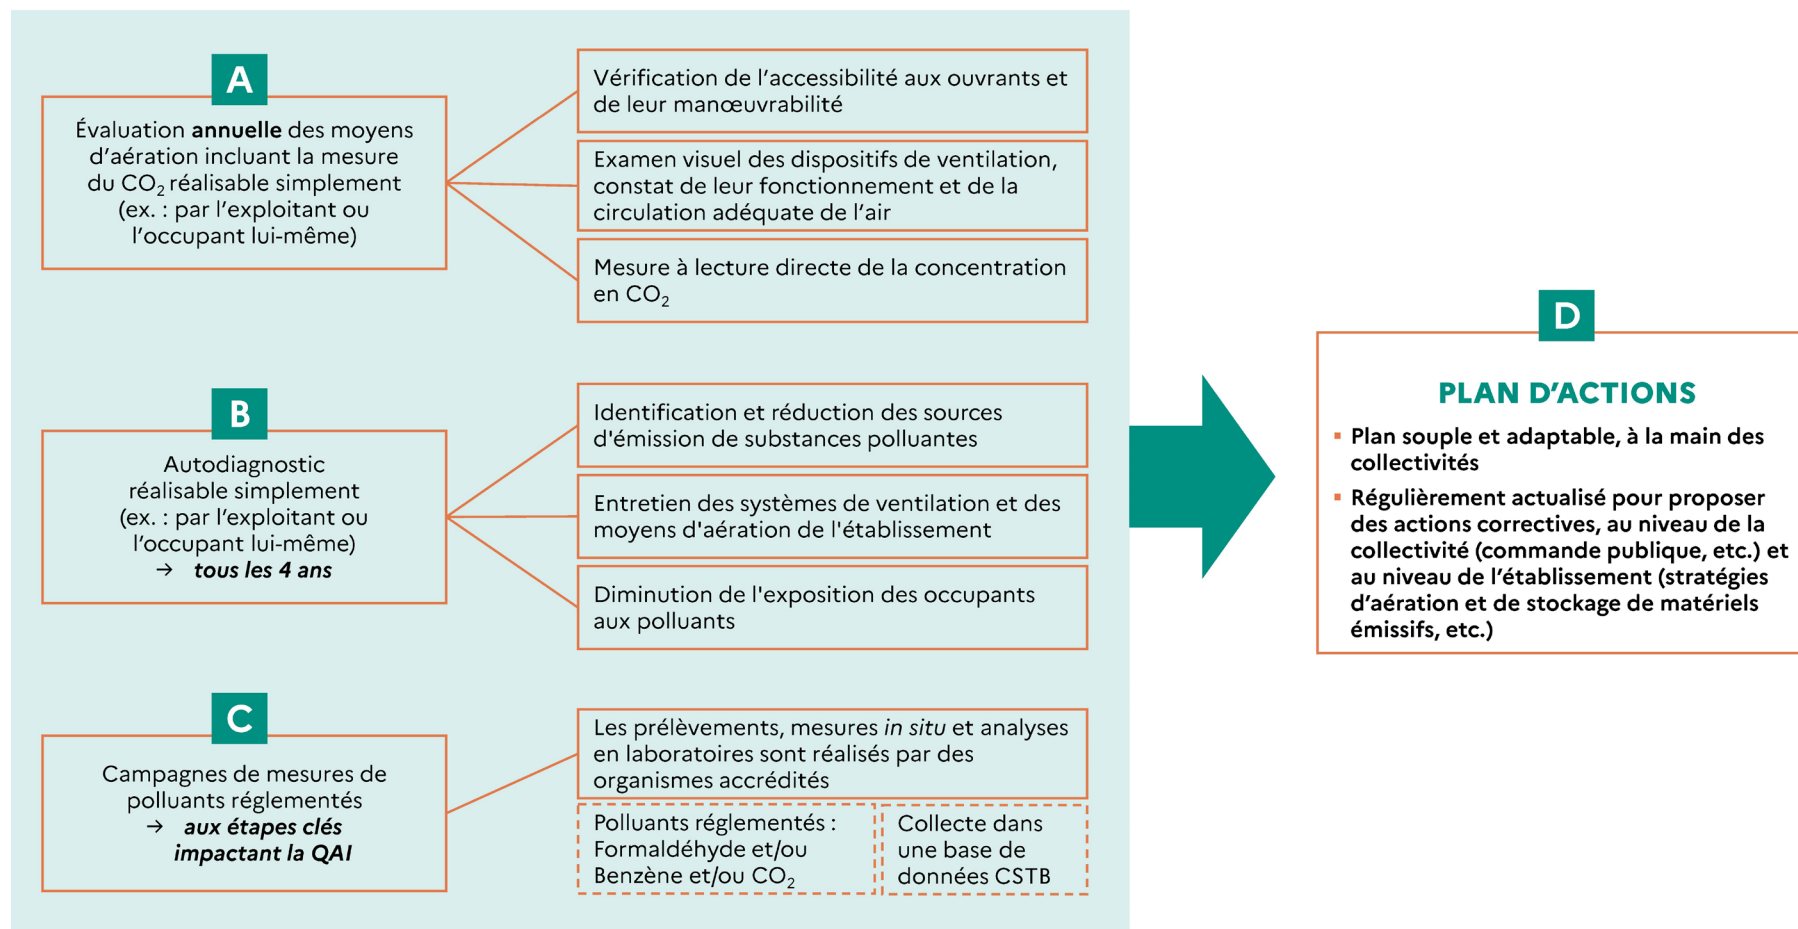 A
Évaluation annuelle des moyens
d’aération incluant la mesure
du CO₂ réalisable simplement
(ex. : par l’exploitant ou
l’occupant lui-même)
Vérification de l’accessibilité aux ouvrants et
de leur manœuvrabilité
Examen visuel des dispositifs de ventilation,
constat de leur fonctionnement et de la
circulation adéquate de l’air
Mesure à lecture directe de la concentration
en CO₂
B
Autodiagnostic
réalisable simplement
(ex. : par l’exploitant ou
l’occupant lui-même)
→ tous les 4 ans
Identification et réduction des sources
d'émission de substances polluantes
Entretien des systèmes de ventilation et des
moyens d'aération de l'établissement
Diminution de l'exposition des occupants
aux polluants
C
Campagnes de mesures de
polluants réglementés
→ aux étapes clés
impactant la QAI
Les prélèvements, mesures in situ et analyses
en laboratoires sont réalisés par des
organismes accrédités
Polluants réglementés :
Formaldéhyde et/ou
Benzène et/ou CO₂
Collecte dans
une base de
données CSTB
D
PLAN D’ACTIONS
▪ Plan souple et adaptable, à la main des
collectivités
▪ Régulièrement actualisé pour proposer
des actions correctives, au niveau de la
collectivité (commande publique, etc.) et
au niveau de l’établissement (stratégies
d’aération et de stockage de matériels
émissifs, etc.)